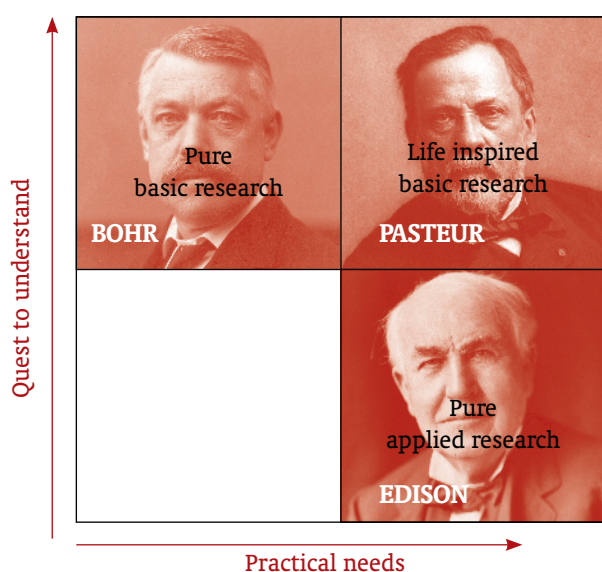 Quest to understand
Pure
basic research
BOHR
Life inspired
basic research
PASTEUR
Pure
applied research
EDISON
Practical needs